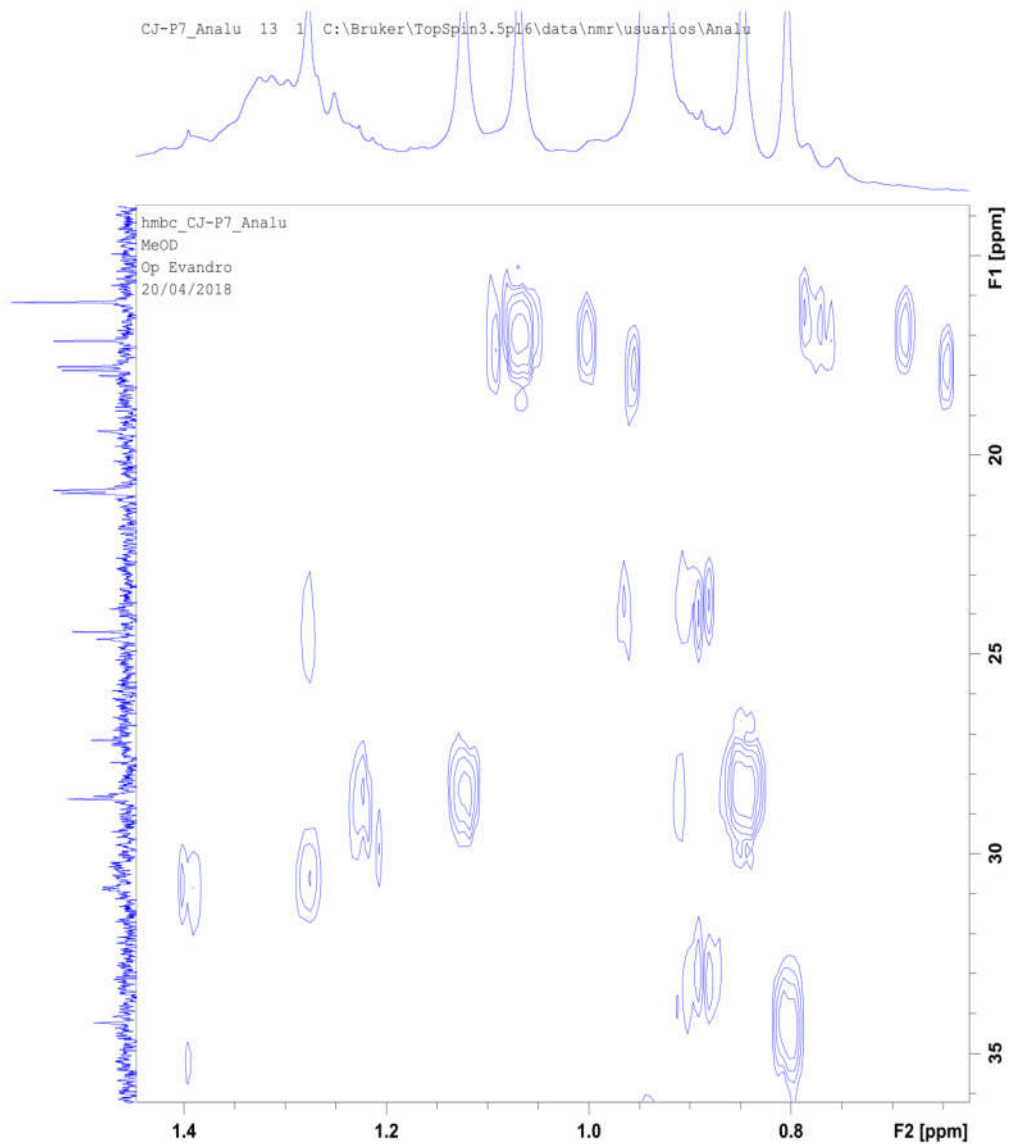 CJ-P7_Analu 13 1 C:\Bruker\TopSpin3.5pl6\data\nmr\usuarios\Analu
hmbc_CJ-P7_Analu
MeOD
Op Evandro
20/04/2018
F1 [ppm]
20
25
30
35
1.4
1.2
1.0
0.8
F2 [ppm]